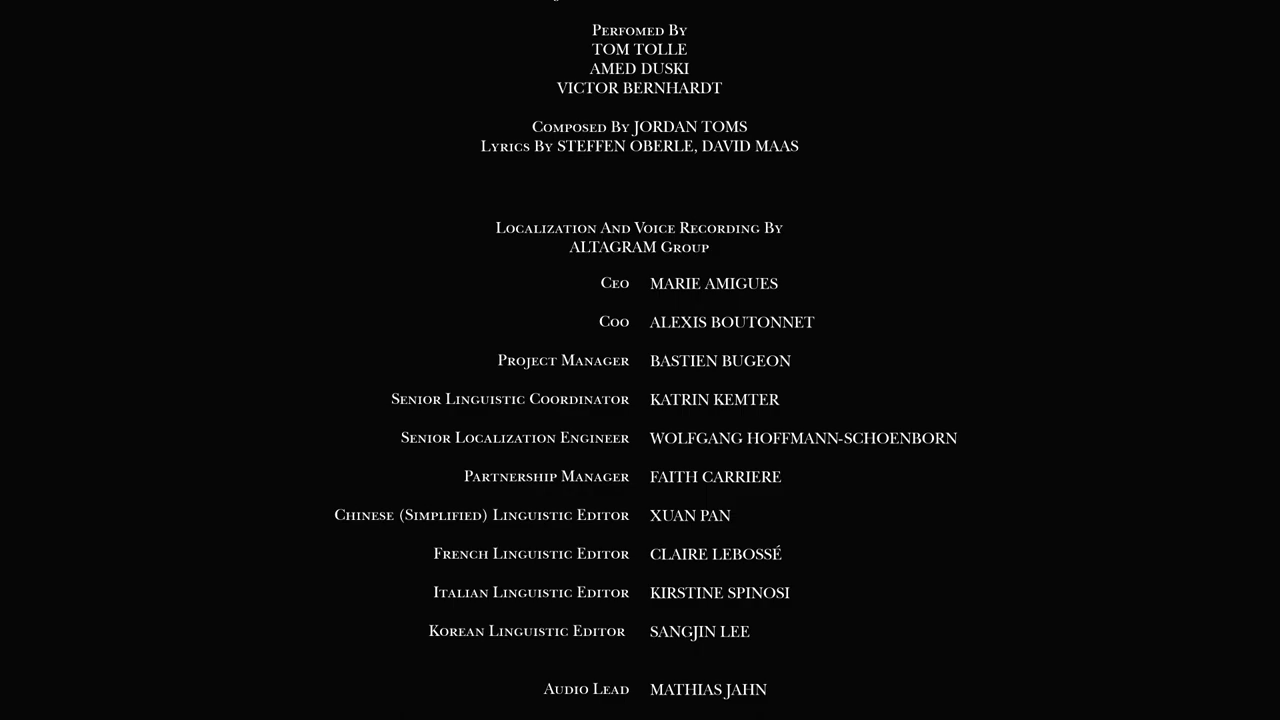 Perfomed By
TOM TOLLE
AMED DUSKI
VICTOR BERNHARDT
Composed By JORDAN TOMS
Lyrics By STEFFEN OBERLE, DAVID MAAS
Localization And Voice Recording By
ALTAGRAM Group
Ceo MARIE AMIGUES
Coo ALEXIS BOUTONNET
Project Manager BASTIEN BUGEON
Senior Linguistic Coordinator KATRIN KEMTER
Senior Localization Engineer WOLFGANG HOFFMANN-SCHOENBORN
Partnership Manager FAITH CARRIERE
Chinese (Simplified) Linguistic Editor XUAN PAN
French Linguistic Editor CLAIRE LEBOSSÉ
Italian Linguistic Editor KIRSTINE SPINOSI
Korean Linguistic Editor SANGJIN LEE
Audio Lead MATHIAS JAHN